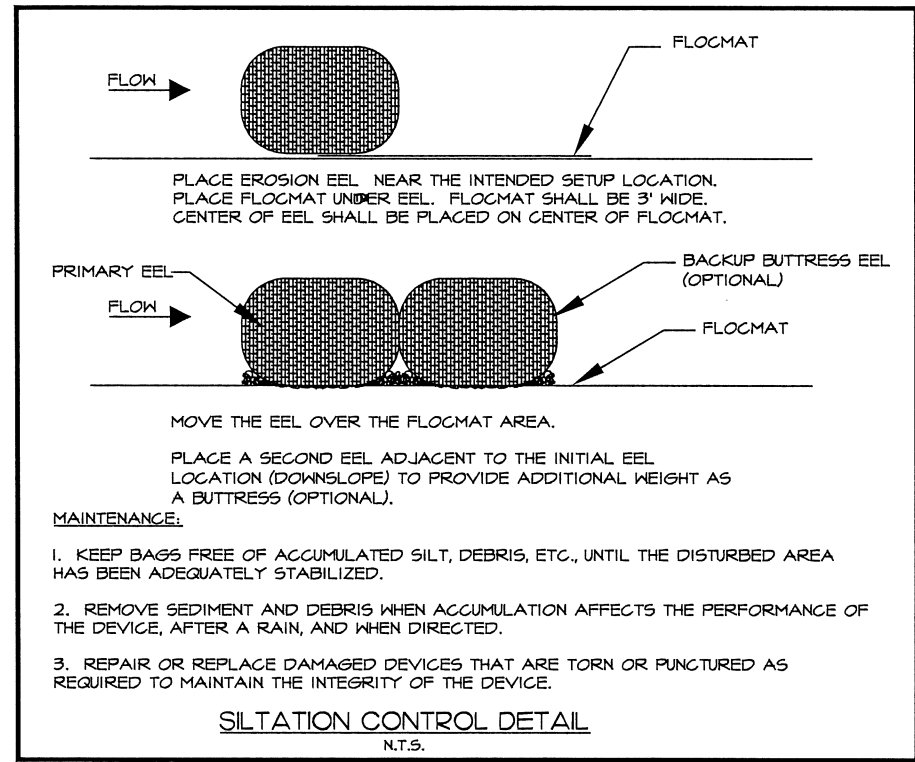 FLOCMAT
FLOW
PLACE EROSION EEL NEAR THE INTENDED SETUP LOCATION.
PLACE FLOCMAT UNDER EEL. FLOCMAT SHALL BE 3' WIDE.
CENTER OF EEL SHALL BE PLACED ON CENTER OF FLOCMAT.
PRIMARY EEL
BACKUP BUTTRESS EEL
(OPTIONAL)
FLOW
FLOCMAT
MOVE THE EEL OVER THE FLOCMAT AREA.
PLACE A SECOND EEL ADJACENT TO THE INITIAL EEL
LOCATION (DOWNSLOPE) TO PROVIDE ADDITIONAL WEIGHT AS
A BUTTRESS (OPTIONAL).
MAINTENANCE:
1. KEEP BAGS FREE OF ACCUMULATED SILT, DEBRIS, ETC., UNTIL THE DISTURBED AREA
HAS BEEN ADEQUATELY STABILIZED.
2. REMOVE SEDIMENT AND DEBRIS WHEN ACCUMULATION AFFECTS THE PERFORMANCE OF
THE DEVICE, AFTER A RAIN, AND WHEN DIRECTED.
3. REPAIR OR REPLACE DAMAGED DEVICES THAT ARE TORN OR PUNCTURED AS
REQUIRED TO MAINTAIN THE INTEGRITY OF THE DEVICE.
SILTATION CONTROL DETAIL
N.T.S.